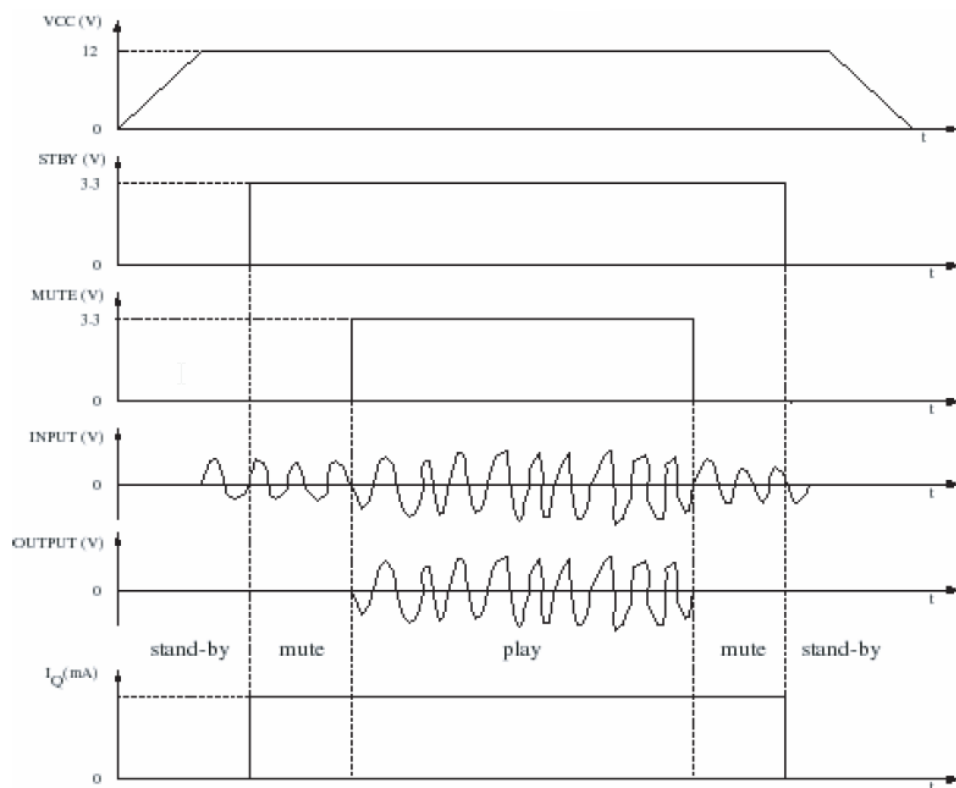 VCC (V)
12
0
t
STBY (V)
3.3
0
t
MUTE (V)
3.3
0
t
INPUT (V)
0
t
OUTPUT (V)
0
t
stand-by mute play mute stand-by
IQ(mA)
0
t